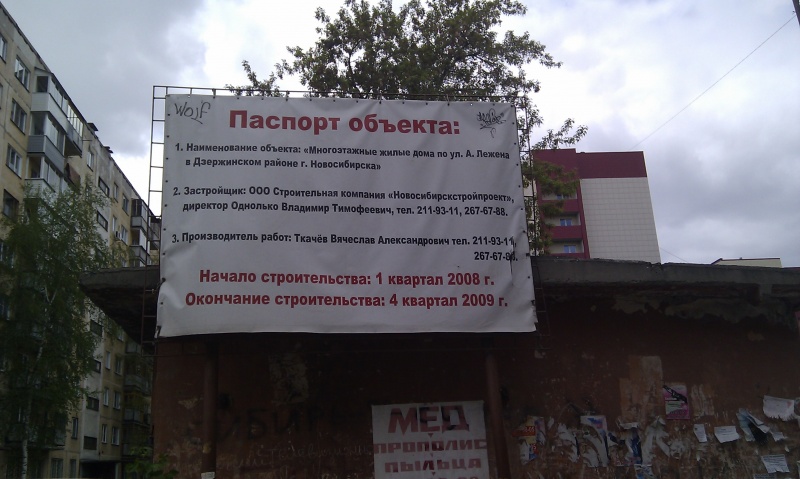 Wolf
Паспорт объекта:
1. Наименование объекта: «Многоэтажные жилые дома по ул. А. Лежена
в Дзержинском районе г. Новосибирска»
2. Застройщик: ООО Строительная компания «Новосибирскстройпроект»,
директор Однолько Владимир Тимофеевич, тел. 211-93-11, 267-67-88.
3. Производитель работ: Ткачёв Вячеслав Александрович тел. 211-93-11,
267-67-88.
Начало строительства: 1 квартал 2008 г.
Окончание строительства: 4 квартал 2009 г.
МЕД
ПРОПОЛИС
ПЫЛЬЦА